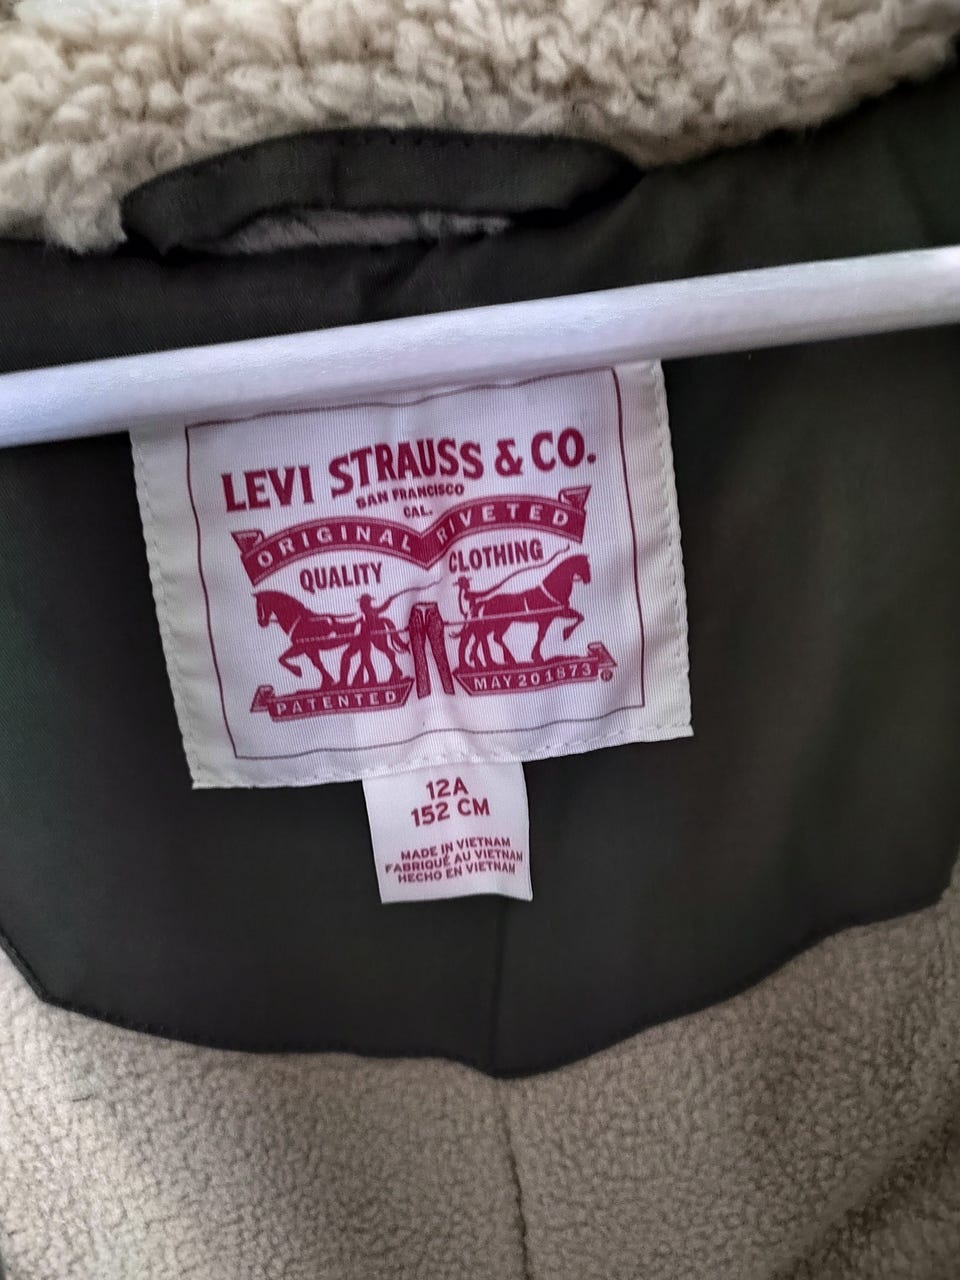 LEVI STRAUSS & CO.
SAN FRANCISCO
CAL.
ORIGINAL RIVETED
QUALITY CLOTHING
PATENTED MAY 20 1873 ®
12A
152 CM
MADE IN VIETNAM
FABRIQUÉ AU VIETNAM
HECHO EN VIETNAM